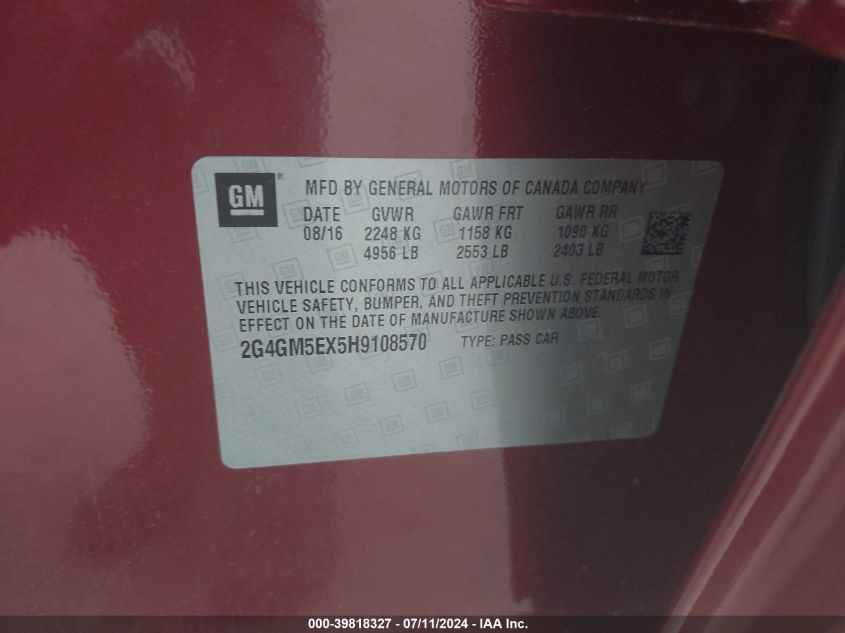 GM
MFD BY GENERAL MOTORS OF CANADA COMPANY
DATE GVWR GAWR FRT GAWR RR
08/16 2248 KG 1158 KG 1090 KG
4956 LB 2553 LB 2403 LB
THIS VEHICLE CONFORMS TO ALL APPLICABLE U.S. FEDERAL MOTOR
VEHICLE SAFETY, BUMPER, AND THEFT PREVENTION STANDARDS IN
EFFECT ON THE DATE OF MANUFACTURE SHOWN ABOVE.
2G4GM5EX5H9108570 TYPE: PASS CAR
000-39818327 - 07/11/2024 - IAA Inc.